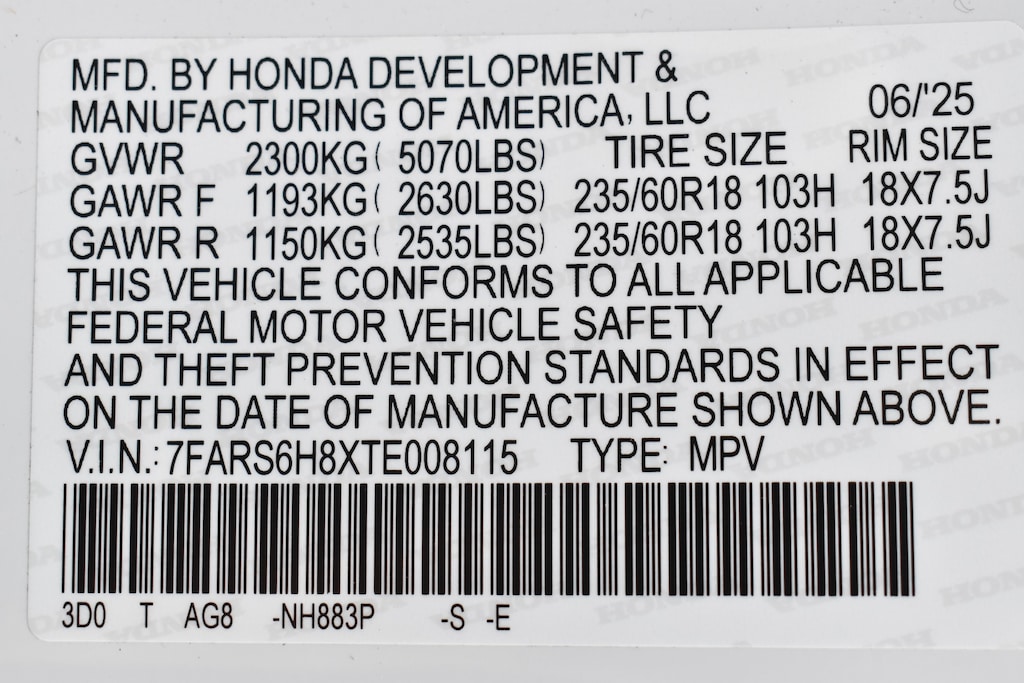 MFD. BY HONDA DEVELOPMENT &
MANUFACTURING OF AMERICA, LLC 06/'25
GVWR 2300KG( 5070LBS) TIRE SIZE RIM SIZE
GAWR F 1193KG( 2630LBS) 235/60R18 103H 18X7.5J
GAWR R 1150KG( 2535LBS) 235/60R18 103H 18X7.5J
THIS VEHICLE CONFORMS TO ALL APPLICABLE
FEDERAL MOTOR VEHICLE SAFETY
AND THEFT PREVENTION STANDARDS IN EFFECT
ON THE DATE OF MANUFACTURE SHOWN ABOVE.
V.I.N.: 7FARS6H8XTE008115 TYPE: MPV
3D0 T AG8 -NH883P -S -E